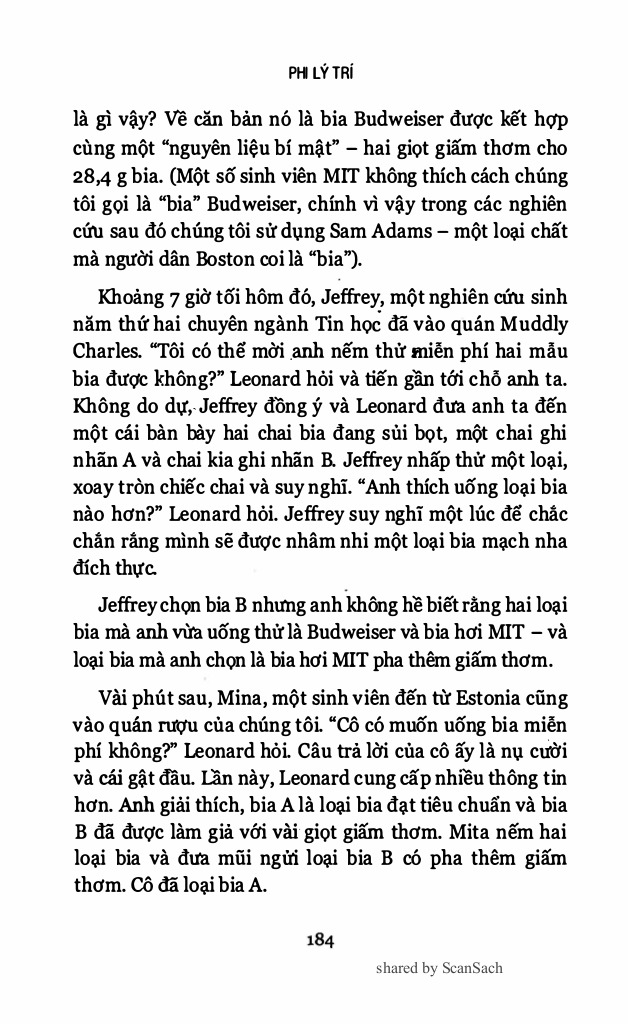 PHI LÝ TRÍ
là gì vậy? Về căn bản nó là bia Budweiser được kết hợp
cùng một “nguyên liệu bí mật” – hai giọt giấm thơm cho
28,4 g bia. (Một số sinh viên MIT không thích cách chúng
tôi gọi là “bia” Budweiser, chính vì vậy trong các nghiên
cứu sau đó chúng tôi sử dụng Sam Adams – một loại chất
mà người dân Boston coi là “bia”).
Khoảng 7 giờ tối hôm đó, Jeffrey, một nghiên cứu sinh
năm thứ hai chuyên ngành Tin học đã vào quán Muddly
Charles. “Tôi có thể mời anh nếm thử miễn phí hai mẫu
bia được không?” Leonard hỏi và tiến gần tới chỗ anh ta.
Không do dự, Jeffrey đồng ý và Leonard đưa anh ta đến
một cái bàn bày hai chai bia đang sủi bọt, một chai ghi
nhãn A và chai kia ghi nhãn B. Jeffrey nhấp thử một loại,
xoay tròn chiếc chai và suy nghĩ. “Anh thích uống loại bia
nào hơn?” Leonard hỏi. Jeffrey suy nghĩ một lúc để chắc
chắn rằng mình sẽ được nhâm nhi một loại bia mạch nha
đích thực.
Jeffrey chọn bia B nhưng anh không hề biết rằng hai loại
bia mà anh vừa uống thử là Budweiser và bia hơi MIT – và
loại bia mà anh chọn là bia hơi MIT pha thêm giấm thơm.
Vài phút sau, Mina, một sinh viên đến từ Estonia cũng
vào quán rượu của chúng tôi. “Cô có muốn uống bia miễn
phí không?” Leonard hỏi. Câu trả lời của cô ấy là nụ cười
và cái gật đầu. Lần này, Leonard cung cấp nhiều thông tin
hơn. Anh giải thích, bia A là loại bia đạt tiêu chuẩn và bia
B đã được làm giả với vài giọt giấm thơm. Mita nếm hai
loại bia và đưa mũi ngửi loại bia B có pha thêm giấm
thơm. Cô đã loại bia A.
184
shared by ScanSach